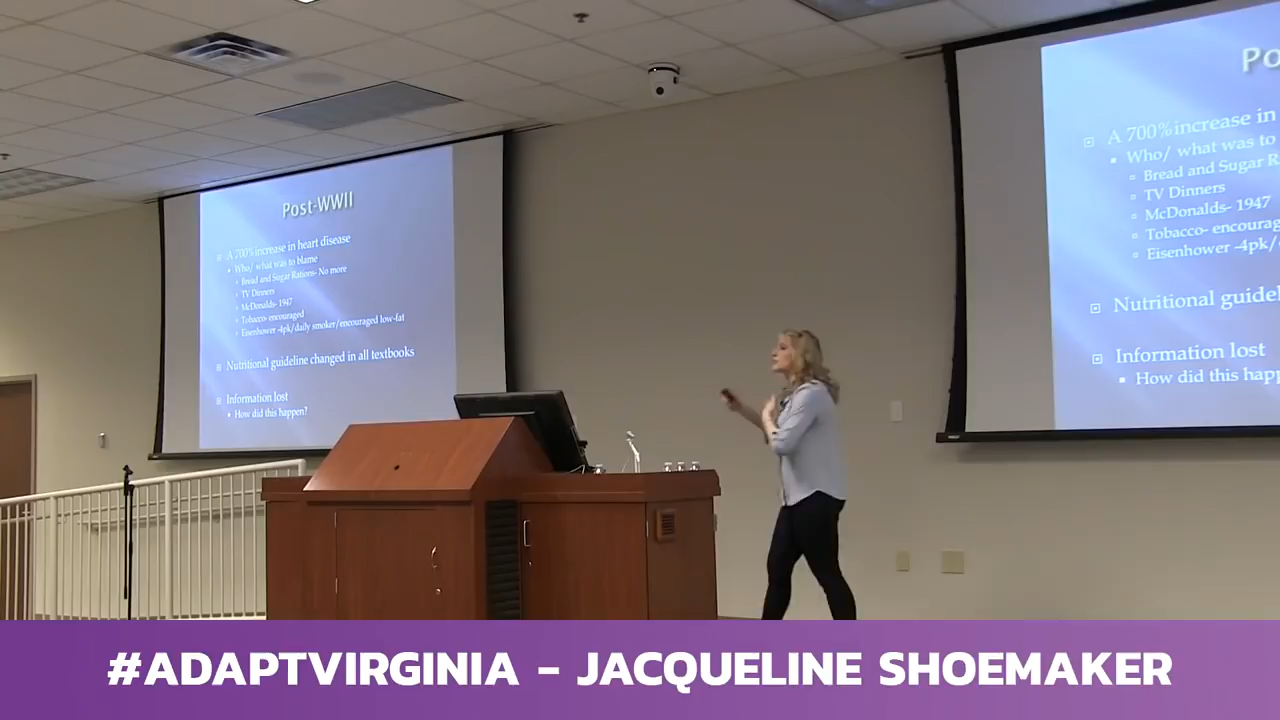 Post-WWII
A 700% increase in heart disease
Who/ what was to blame
Bread and Sugar Rations- No more
TV Dinners
McDonalds- 1947
Tobacco- encouraged
Eisenhower -4pk/daily smoker/encouraged low-fat
Nutritional guideline changed in all textbooks
Information lost
How did this happen?
Po
A 700%increase in
Who/ what was to
Bread and Sugar R
TV Dinners
McDonalds- 1947
Tobacco- encourag
Eisenhower -4pk/
Nutritional guidel
Information lost
How did this happ
#ADAPTVIRGINIA - JACQUELINE SHOEMAKER